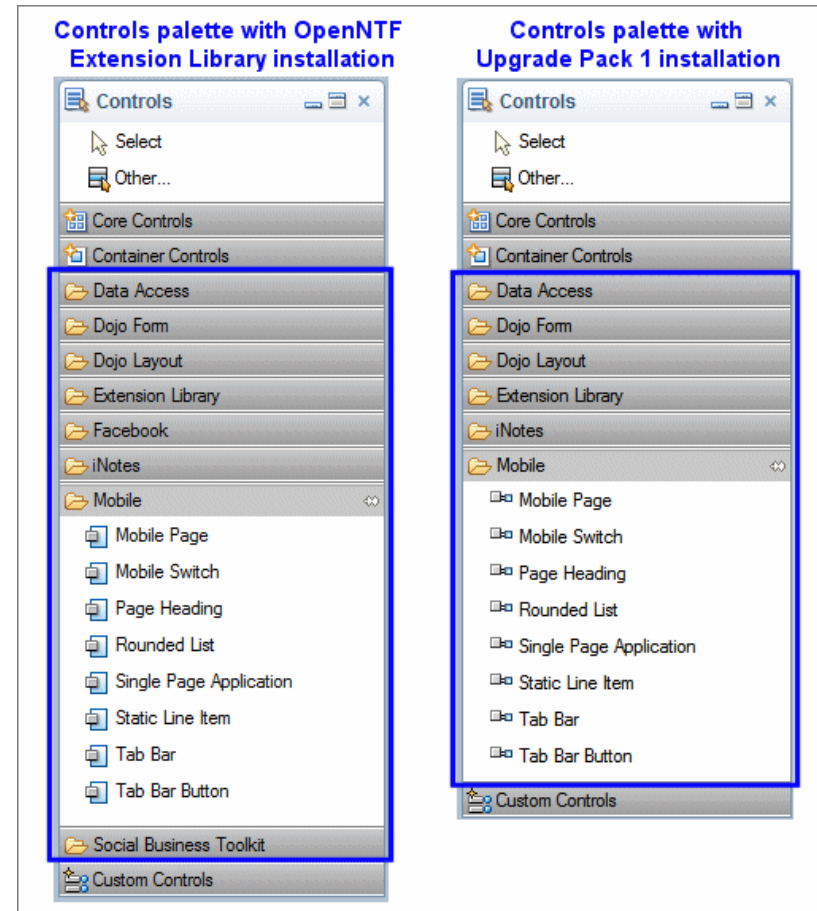 Controls palette with OpenNTF
Extension Library installation
Controls
Select
Other...
Core Controls
Container Controls
Data Access
Dojo Form
Dojo Layout
Extension Library
Facebook
iNotes
Mobile
Mobile Page
Mobile Switch
Page Heading
Rounded List
Single Page Application
Static Line Item
Tab Bar
Tab Bar Button
Social Business Toolkit
Custom Controls
Controls palette with
Upgrade Pack 1 installation
Controls
Select
Other...
Core Controls
Container Controls
Data Access
Dojo Form
Dojo Layout
Extension Library
iNotes
Mobile
Mobile Page
Mobile Switch
Page Heading
Rounded List
Single Page Application
Static Line Item
Tab Bar
Tab Bar Button
Custom Controls